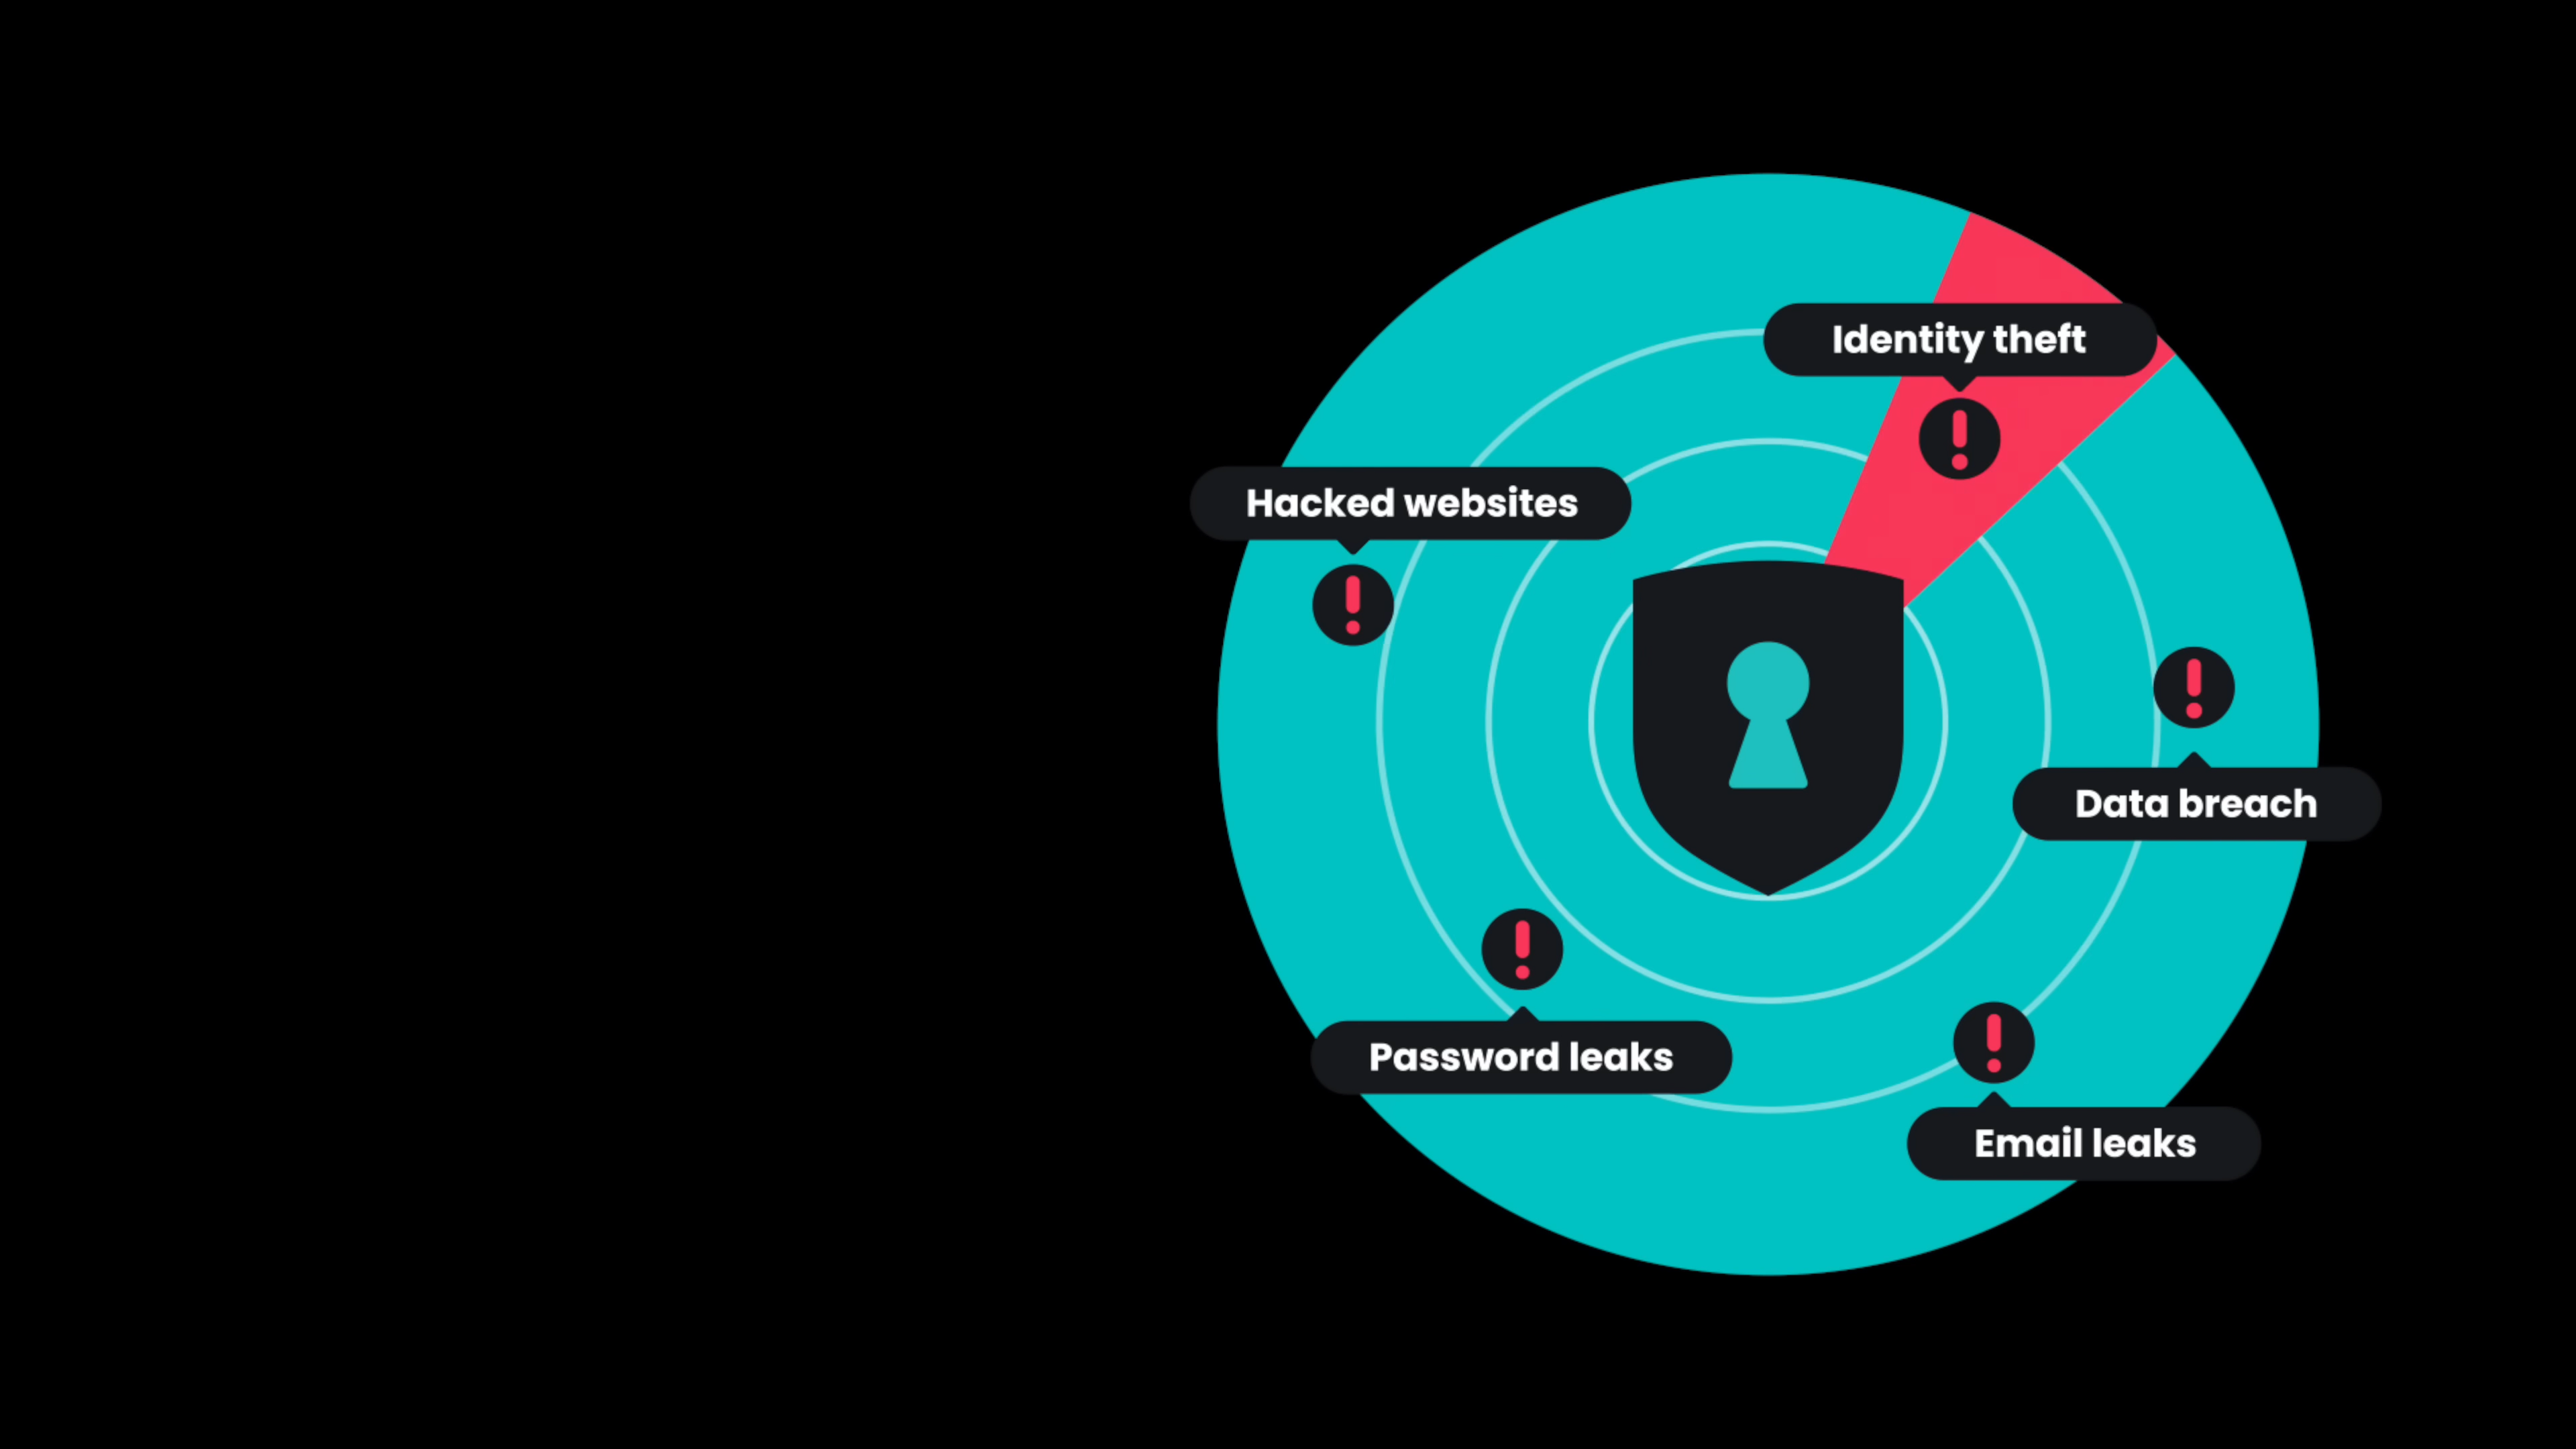 Identity theft
Hacked websites
Data breach
Password leaks
Email leaks